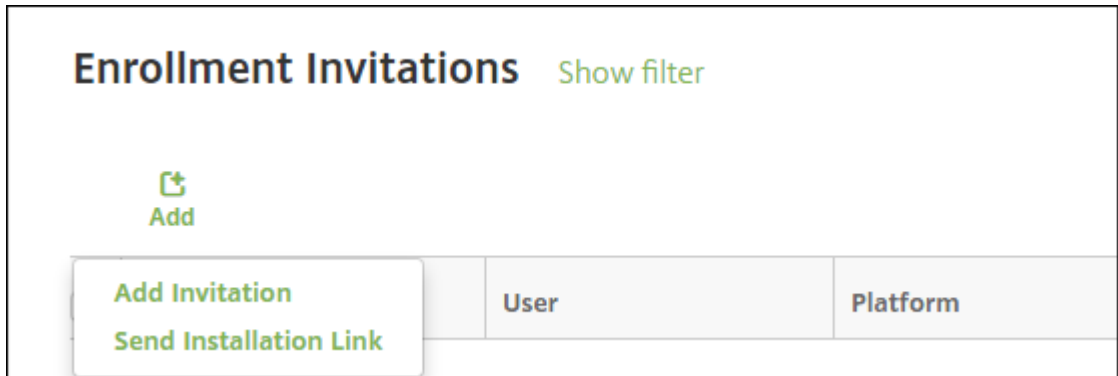 Enrollment Invitations Show filter
Add
Add Invitation
User Platform
Send Installation Link